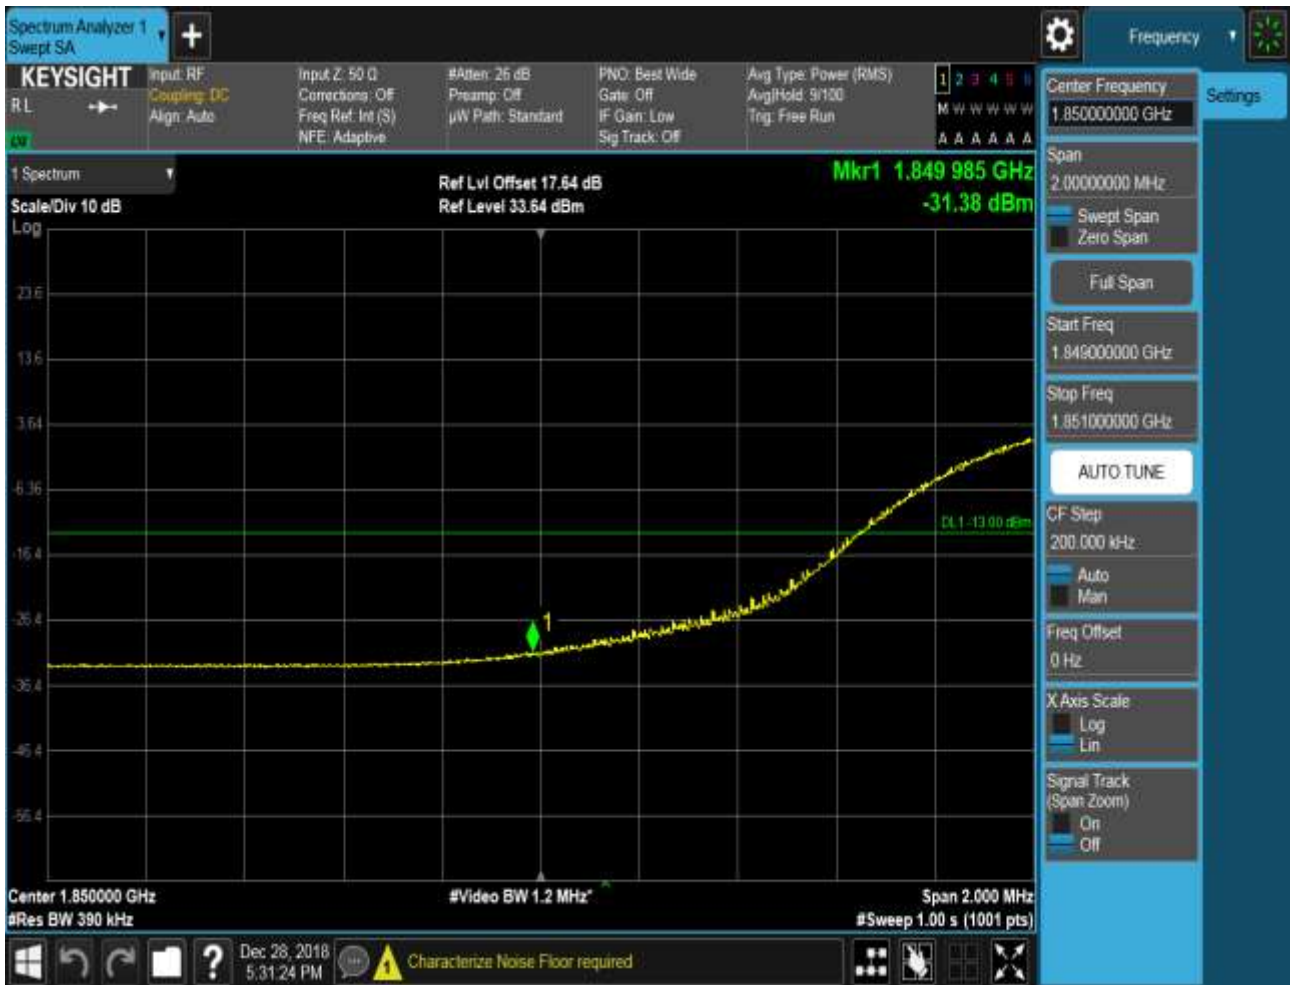 Spectrum Analyzer 1
Swept SA
Frequency
KEYSIGHT
RL
Input: RF
Coupling: DC
Align: Auto
Input Z: 50 Ω
Corrections: Off
Freq Ref: Int (S)
NFE: Adaptive
#Atten: 26 dB
Preamp: Off
µW Path: Standard
PNO: Best Wide
Gate: Off
IF Gain: Low
Sig Track: Off
Avg Type: Power (RMS)
Avg|Hold: 9/100
Trig: Free Run
1 2 3 4 5 6
M W W W W W
A A A A A A
1 Spectrum
Scale/Div 10 dB
Log
Ref Lvl Offset 17.64 dB
Ref Level 33.64 dBm
Mkr1 1.849 985 GHz
-31.38 dBm
23.6
13.6
3.64
-6.36
-16.4
-26.4
-36.4
-46.4
-56.4
DL1 -13.00 dBm
1
Center 1.850000 GHz
#Res BW 390 kHz
#Video BW 1.2 MHz*
Span 2.000 MHz
#Sweep 1.00 s (1001 pts)
Center Frequency
1.850000000 GHz
Settings
Span
2.00000000 MHz
Swept Span
Zero Span
Full Span
Start Freq
1.849000000 GHz
Stop Freq
1.851000000 GHz
AUTO TUNE
CF Step
200.000 kHz
Auto
Man
Freq Offset
0 Hz
X Axis Scale
Log
Lin
Signal Track
(Span Zoom)
On
Off
?
Dec 28, 2018
5:31:24 PM
1
Characterize Noise Floor required